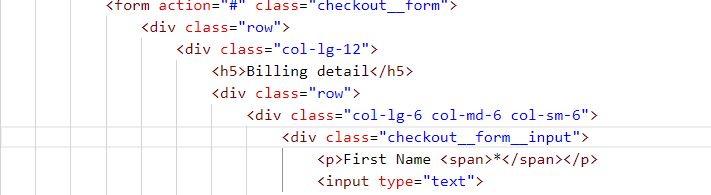 <form action="#" class="checkout__form">
<div class="row">
<div class="col-lg-12">
<h5>Billing detail</h5>
<div class="row">
<div class="col-lg-6 col-md-6 col-sm-6">
<div class="checkout__form__input">
<p>First Name <span>*</span></p>
<input type="text">